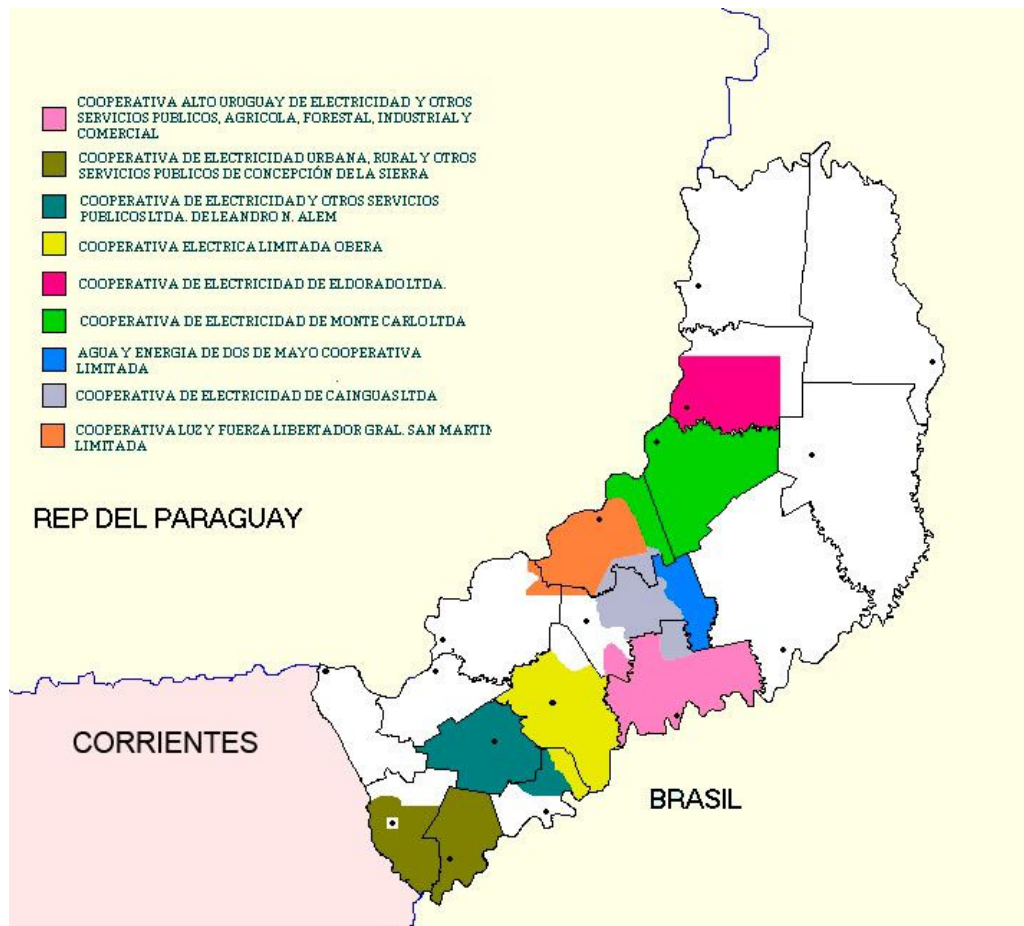 COOPERATIVA ALTO URUGUAY DE ELECTRICIDAD Y OTROS
SERVICIOS PUBLICOS, AGRICOLA, FORESTAL, INDUSTRIAL Y
COMERCIAL
COOPERATIVA DE ELECTRICIDAD URBANA, RURAL Y OTROS
SERVICIOS PUBLICOS DE CONCEPCIÓN DE LA SIERRA
COOPERATIVA DE ELECTRICIDAD Y OTROS SERVICIOS
PUBLICOS LTDA. DE LEANDRO N. ALEM
COOPERATIVA ELECTRICA LIMITADA OBERA
COOPERATIVA DE ELECTRICIDAD DE ELDORADO LTDA.
COOPERATIVA DE ELECTRICIDAD DE MONTE CARLO LTDA
AGUA Y ENERGIA DE DOS DE MAYO COOPERATIVA
LIMITADA
COOPERATIVA DE ELECTRICIDAD DE CAINGUAS LTDA
COOPERATIVA LUZ Y FUERZA LIBERTADOR GRAL. SAN MARTIN
LIMITADA
REP DEL PARAGUAY
CORRIENTES
BRASIL